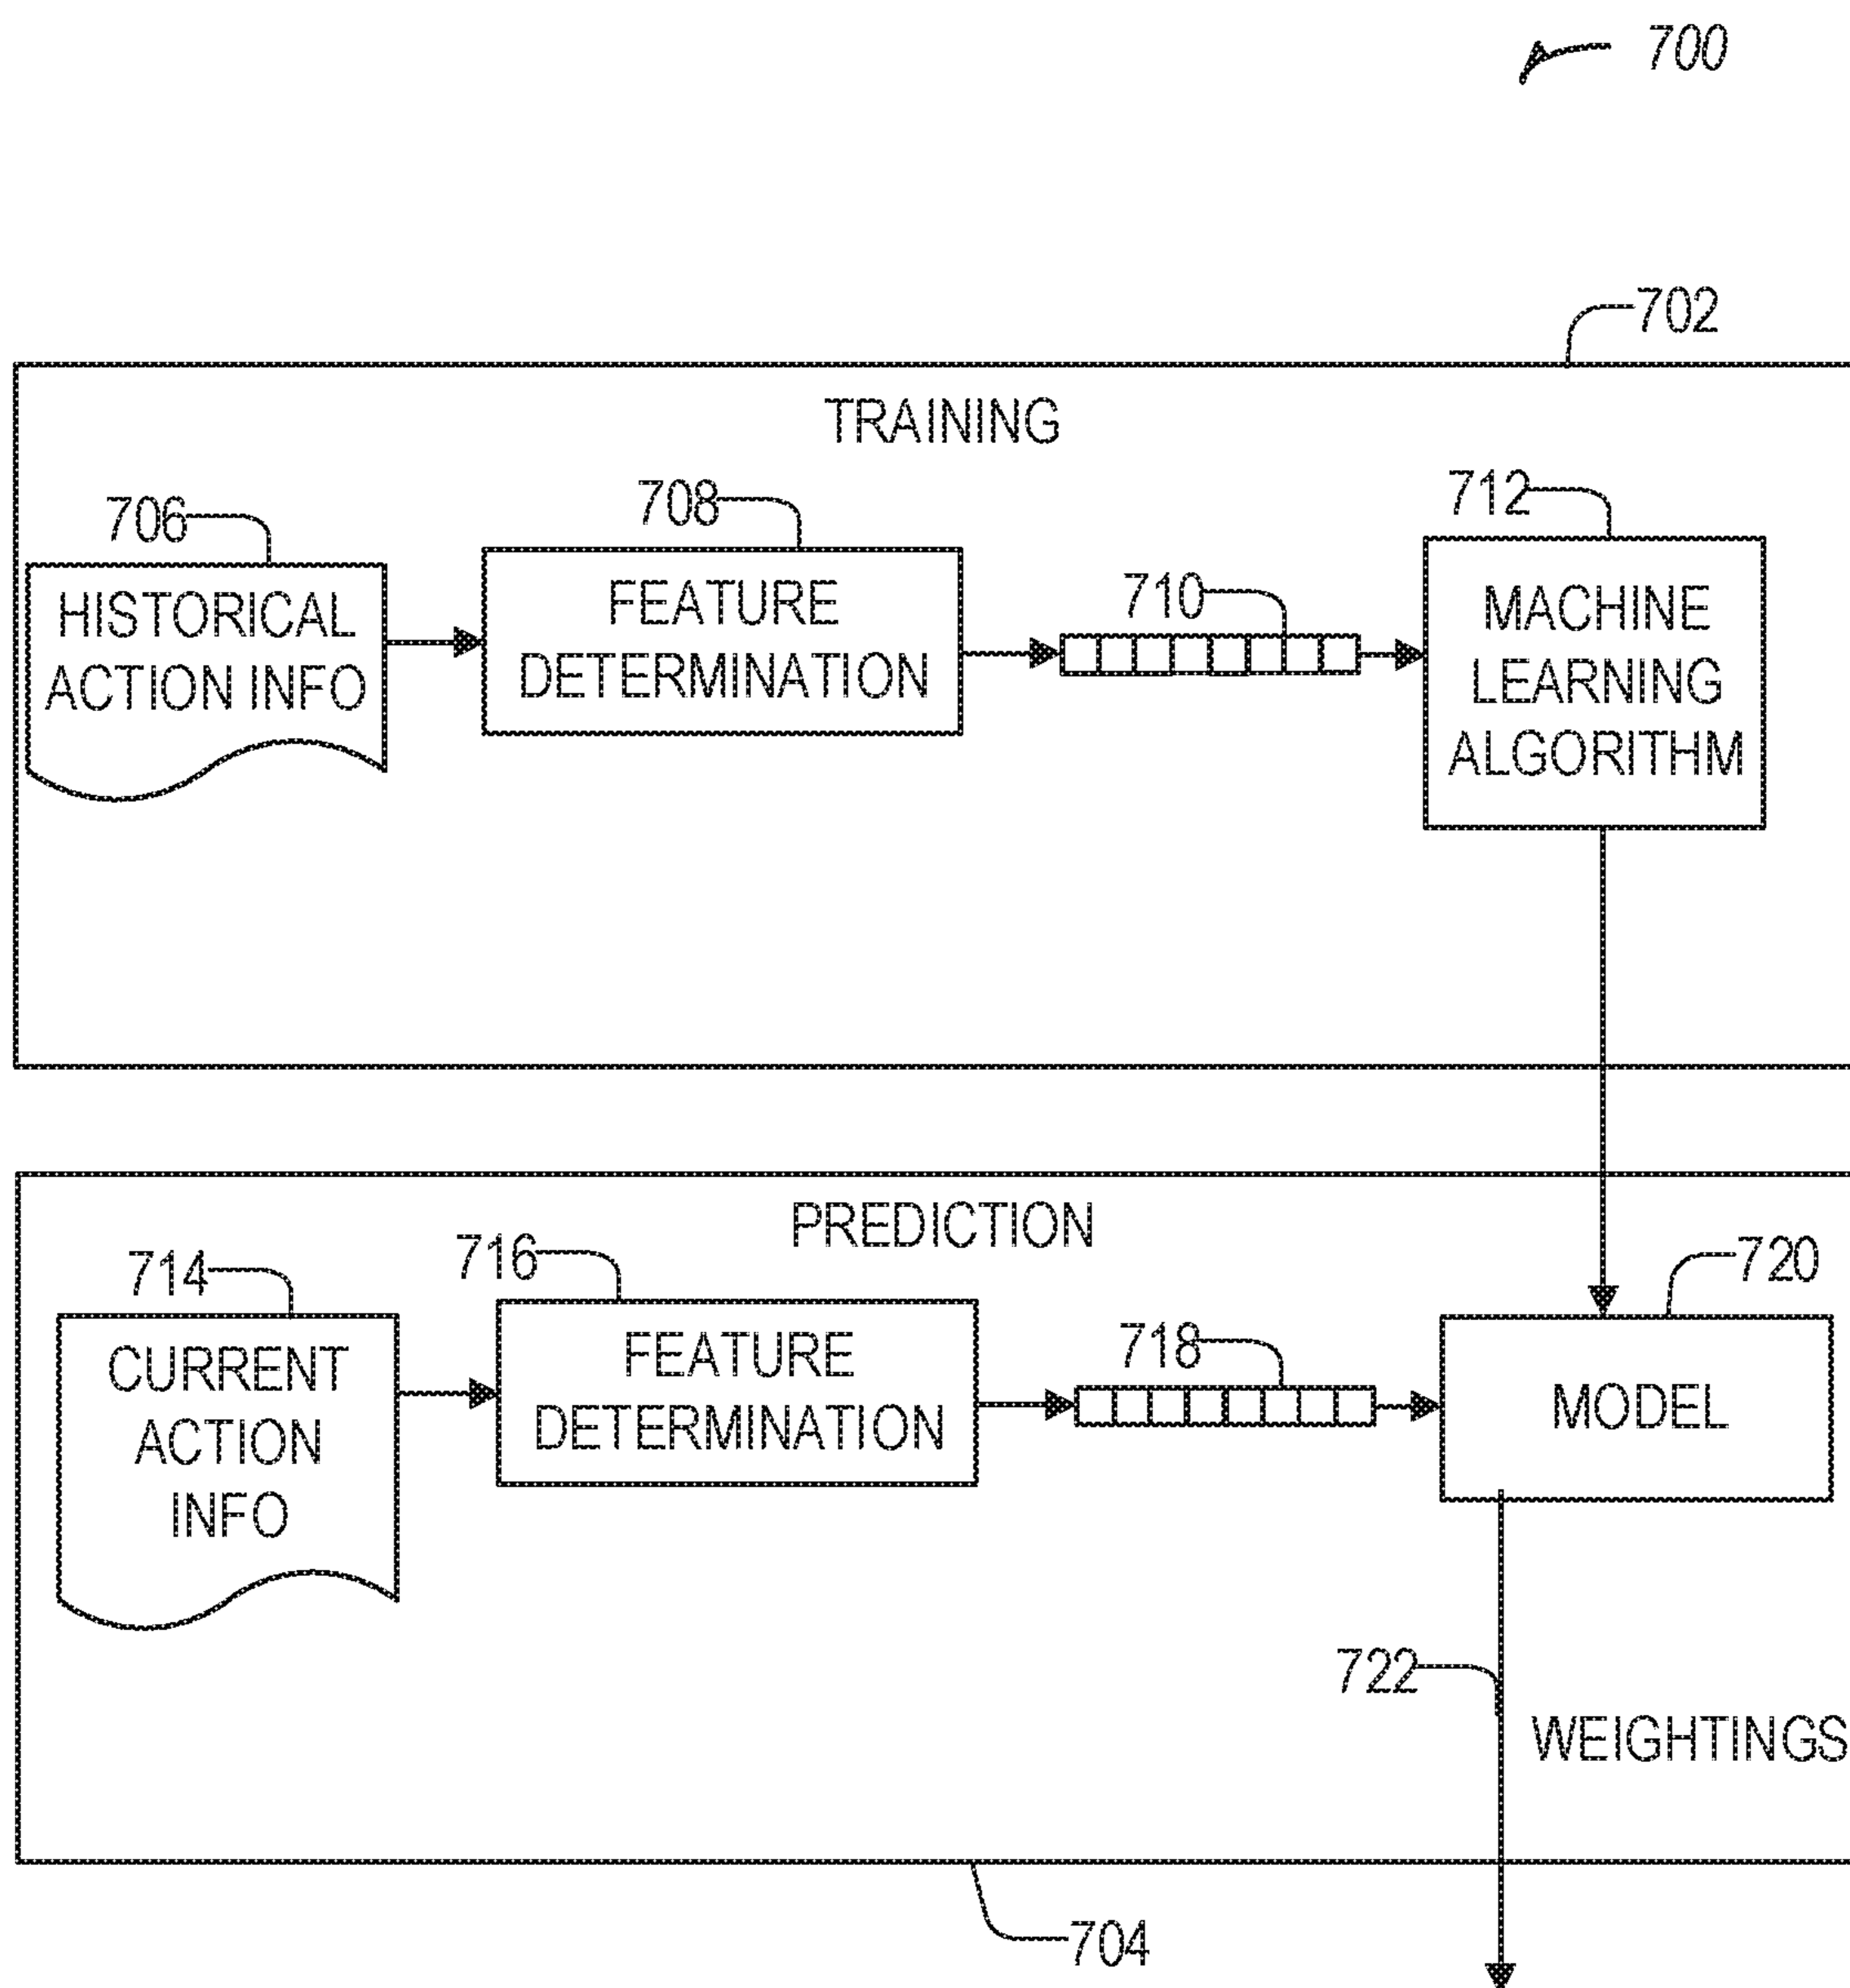 700
702
TRAINING
706
708
710
712
HISTORICAL
ACTION INFO
FEATURE
DETERMINATION
MACHINE
LEARNING
ALGORITHM
PREDICTION
714
716
718
720
CURRENT
ACTION
INFO
FEATURE
DETERMINATION
MODEL
722
WEIGHTINGS
704